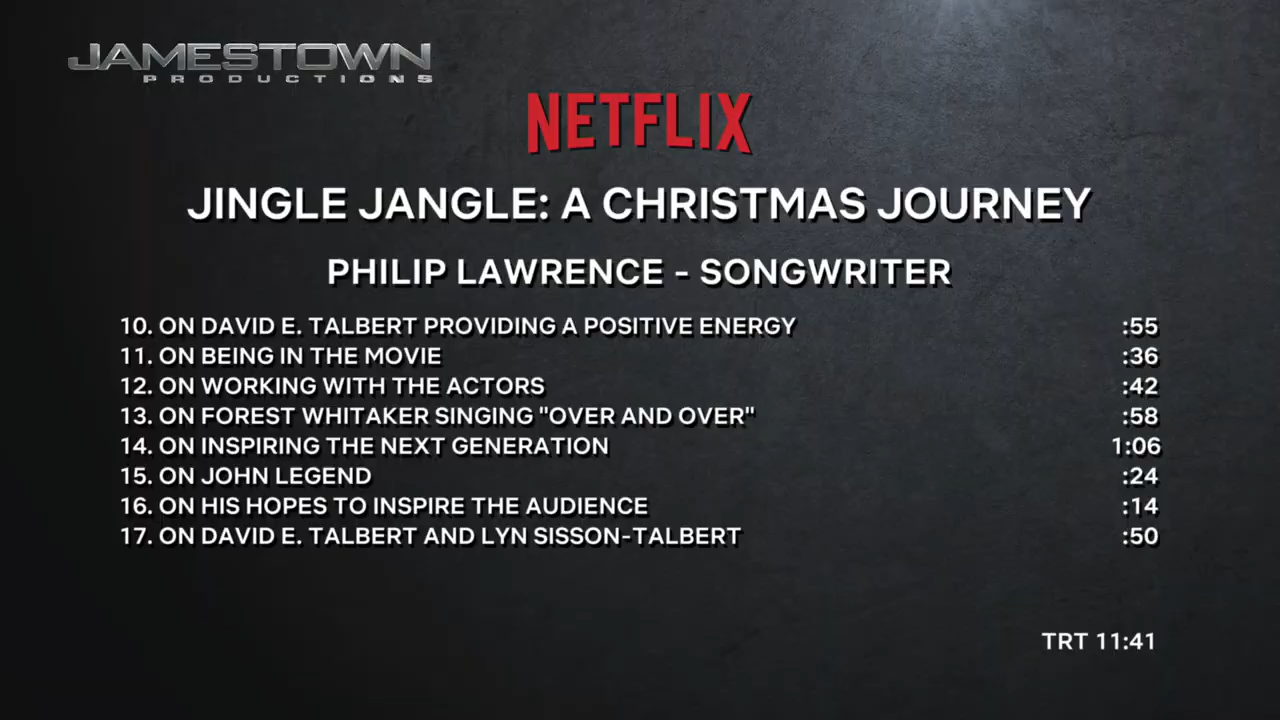 JAMESTOWN
PRODUCTIONS
NETFLIX
JINGLE JANGLE: A CHRISTMAS JOURNEY
PHILIP LAWRENCE - SONGWRITER
10. ON DAVID E. TALBERT PROVIDING A POSITIVE ENERGY :55
11. ON BEING IN THE MOVIE :36
12. ON WORKING WITH THE ACTORS :42
13. ON FOREST WHITAKER SINGING "OVER AND OVER" :58
14. ON INSPIRING THE NEXT GENERATION 1:06
15. ON JOHN LEGEND :24
16. ON HIS HOPES TO INSPIRE THE AUDIENCE :14
17. ON DAVID E. TALBERT AND LYN SISSON-TALBERT :50
TRT 11:41